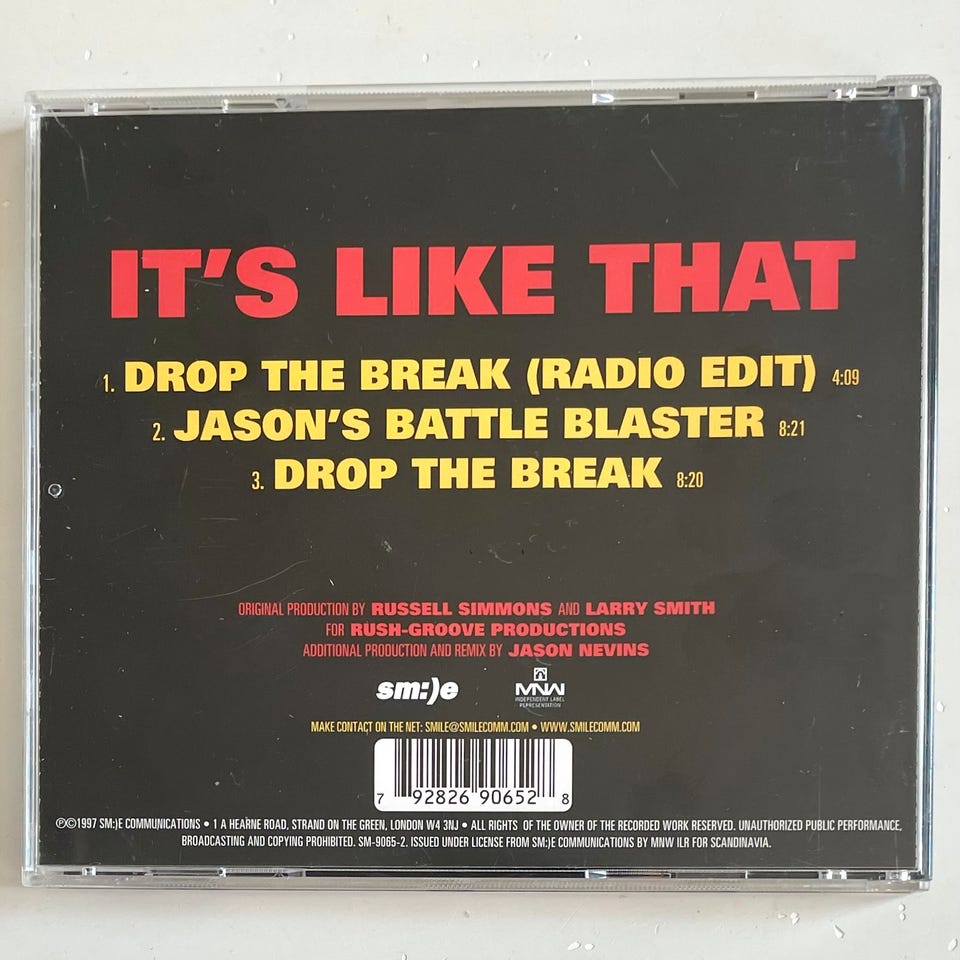 IT'S LIKE THAT
1. DROP THE BREAK (RADIO EDIT) 4:09
2. JASON'S BATTLE BLASTER 8:21
3. DROP THE BREAK 8:20
ORIGINAL PRODUCTION BY RUSSELL SIMMONS AND LARRY SMITH
FOR RUSH-GROOVE PRODUCTIONS
ADDITIONAL PRODUCTION AND REMIX BY JASON NEVINS
sm:)e MNW
INDEPENDENT LABEL
REPRESENTATION
MAKE CONTACT ON THE NET: SMILE@SMILECOMM.COM • WWW.SMILECOMM.COM
7 92826 90652 8
℗©1997 SM:)E COMMUNICATIONS • 1 A HEARNE ROAD, STRAND ON THE GREEN, LONDON W4 3NJ • ALL RIGHTS OF THE OWNER OF THE RECORDED WORK RESERVED. UNAUTHORIZED PUBLIC PERFORMANCE,
BROADCASTING AND COPYING PROHIBITED. SM-9065-2. ISSUED UNDER LICENSE FROM SM:)E COMMUNICATIONS BY MNW ILR FOR SCANDINAVIA.